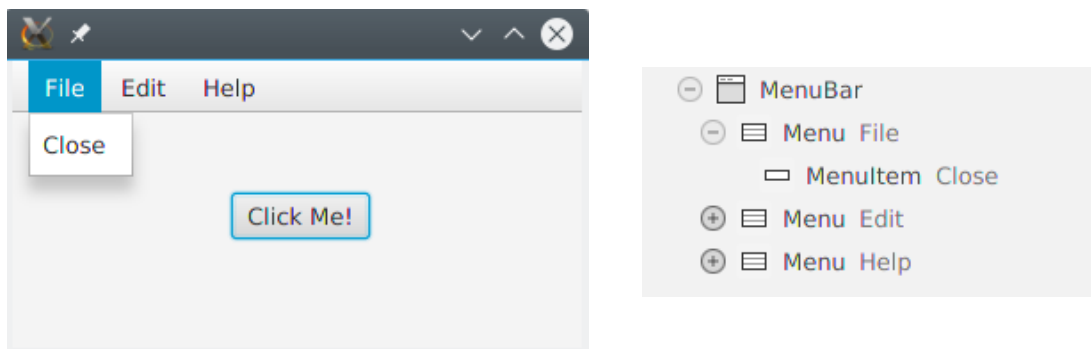 File Edit Help
Close
Click Me!
MenuBar
Menu File
MenuItem Close
Menu Edit
Menu Help